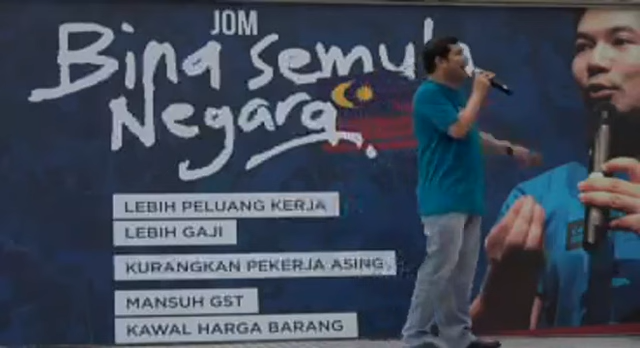 JOM
Bina Semula
Negara
LEBIH PELUANG KERJA
LEBIH GAJI
KURANGKAN PEKERJA ASING
MANSUH GST
KAWAL HARGA BARANG